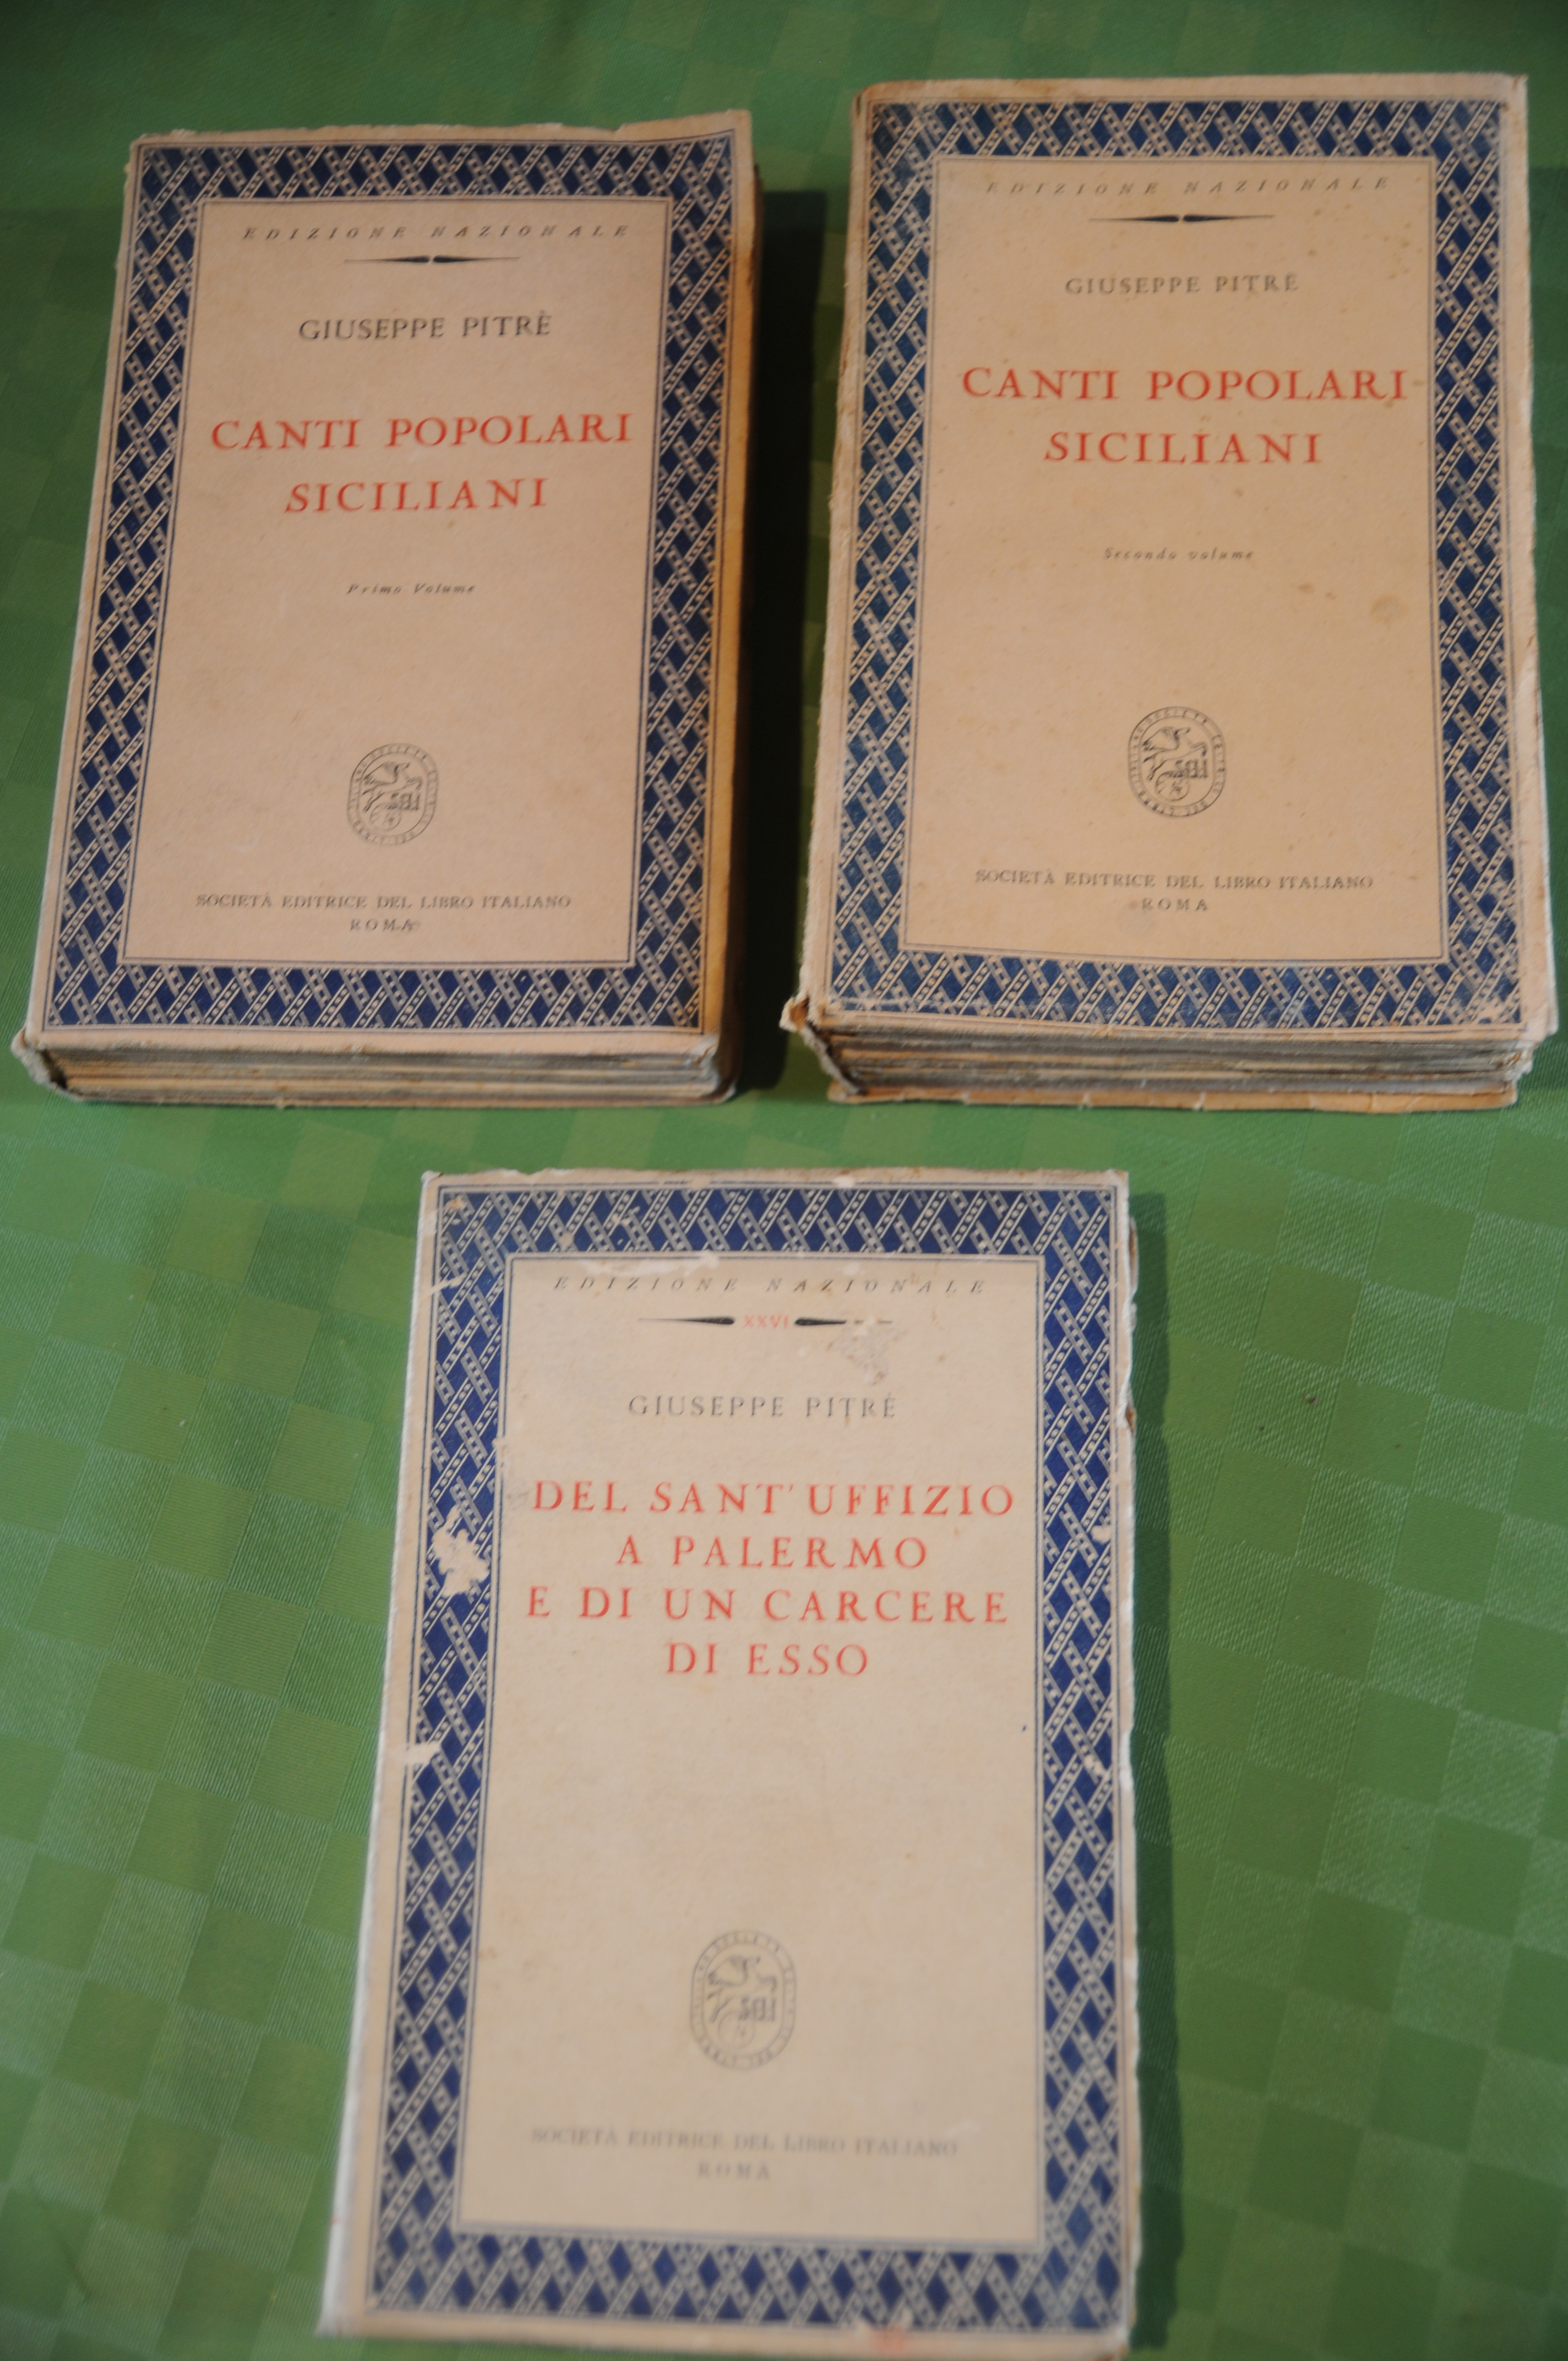 EDIZIONE NAZIONALE
GIUSEPPE PITRÈ
CANTI POPOLARI
SICILIANI
Primo Volume
SOCIETÀ EDITRICE DEL LIBRO ITALIANO
ROMA
EDIZIONE NAZIONALE
GIUSEPPE PITRÈ
CANTI POPOLARI
SICILIANI
Secondo volume
SOCIETÀ EDITRICE DEL LIBRO ITALIANO
ROMA
EDIZIONE NAZIONALE
XXVI
GIUSEPPE PITRÈ
DEL SANT'UFFIZIO
A PALERMO
E DI UN CARCERE
DI ESSO
SELI
SOCIETÀ EDITRICE DEL LIBRO ITALIANO
ROMA